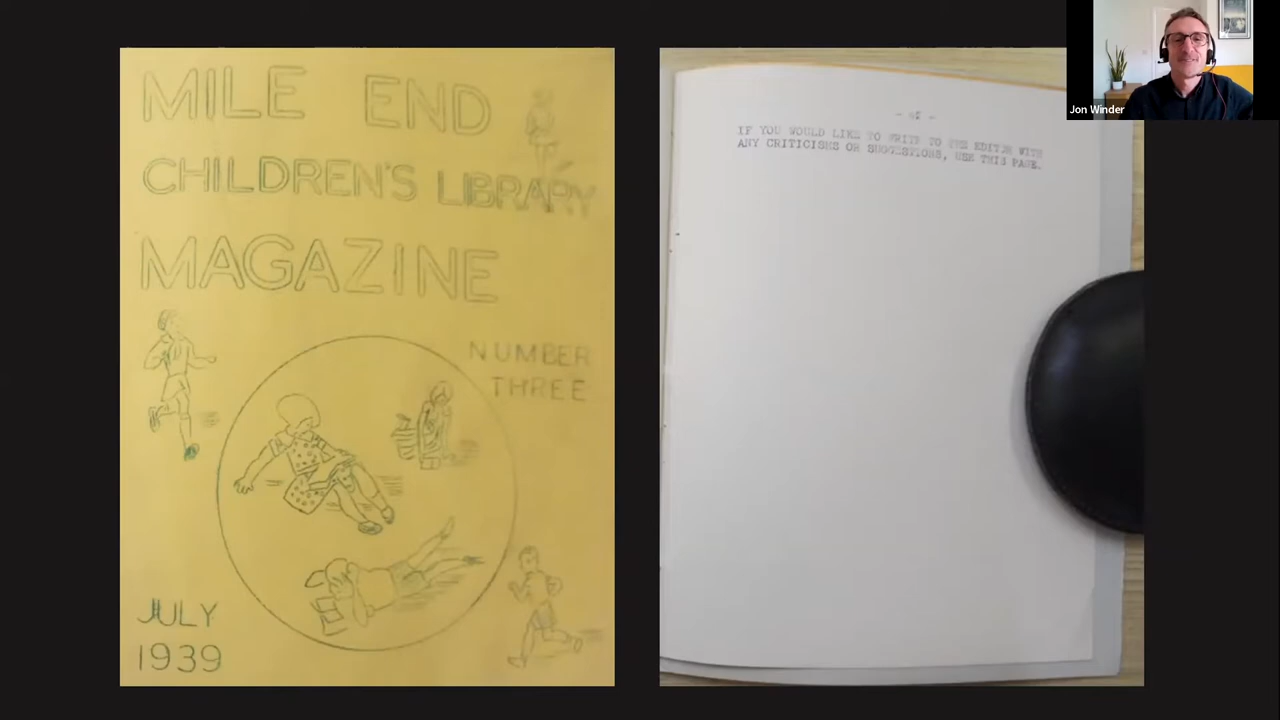 MILE END
CHILDREN'S LIBRARY
MAGAZINE
NUMBER
THREE
JULY
1939
IF YOU WOULD LIKE TO WRITE TO THE EDITOR WITH
ANY CRITICISMS OR SUGGESTIONS, USE THIS PAGE.
Jon Winder